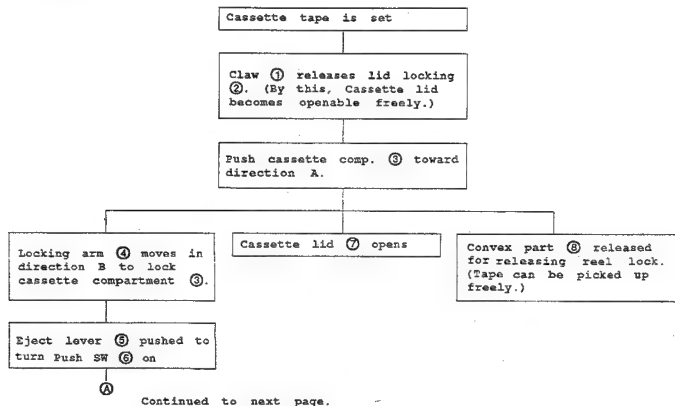 Cassette tape is set
Claw ① releases lid locking
②. (By this, Cassette lid
becomes openable freely.)
Push cassette comp. ③ toward
direction A.
Locking arm ④ moves in
direction B to lock
cassette compartment ③.
Cassette lid ⑦ opens
Convex part ⑧ released
for releasing reel lock.
(Tape can be picked up
freely.)
Eject lever ⑤ pushed to
turn Push SW ⑥ on
Ⓐ
Continued to next page.